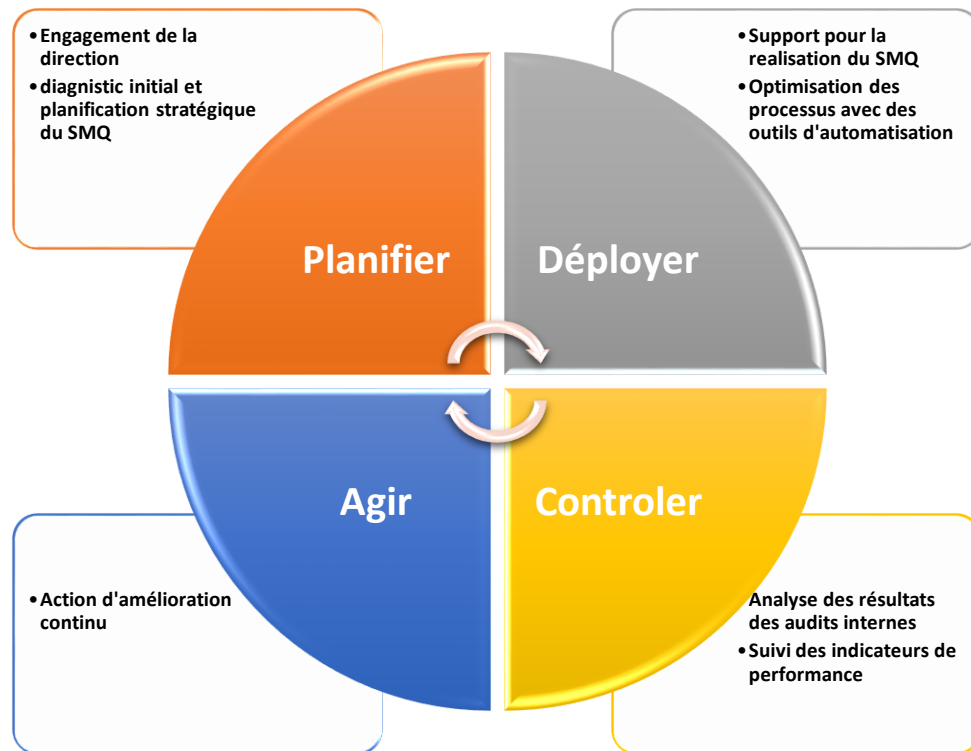 •Engagement de la
direction
•diagnistic initial et
planification stratégique
du SMQ
•Support pour la
realisation du SMQ
•Optimisation des
processus avec des
outils d'automatisation
Planifier
Déployer
Agir
Controler
•Action d'amélioration
continu
Analyse des résultats
des audits internes
•Suivi des indicateurs de
performance